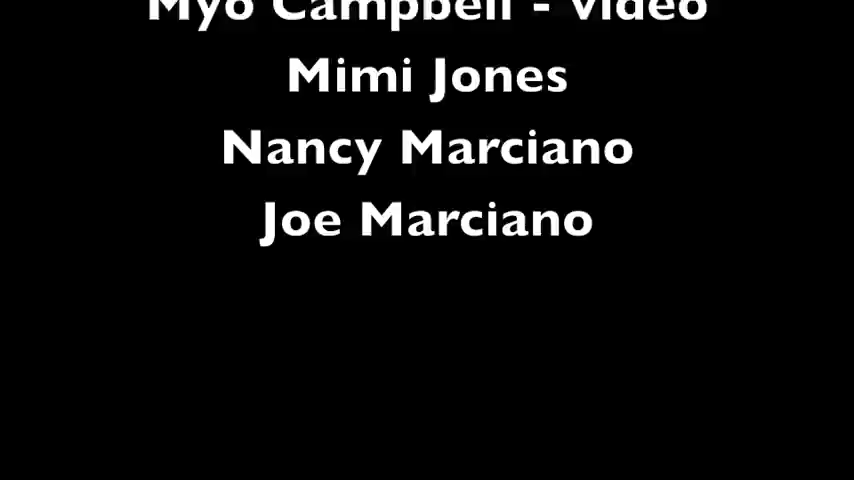 Myo Campbell - video
Mimi Jones
Nancy Marciano
Joe Marciano